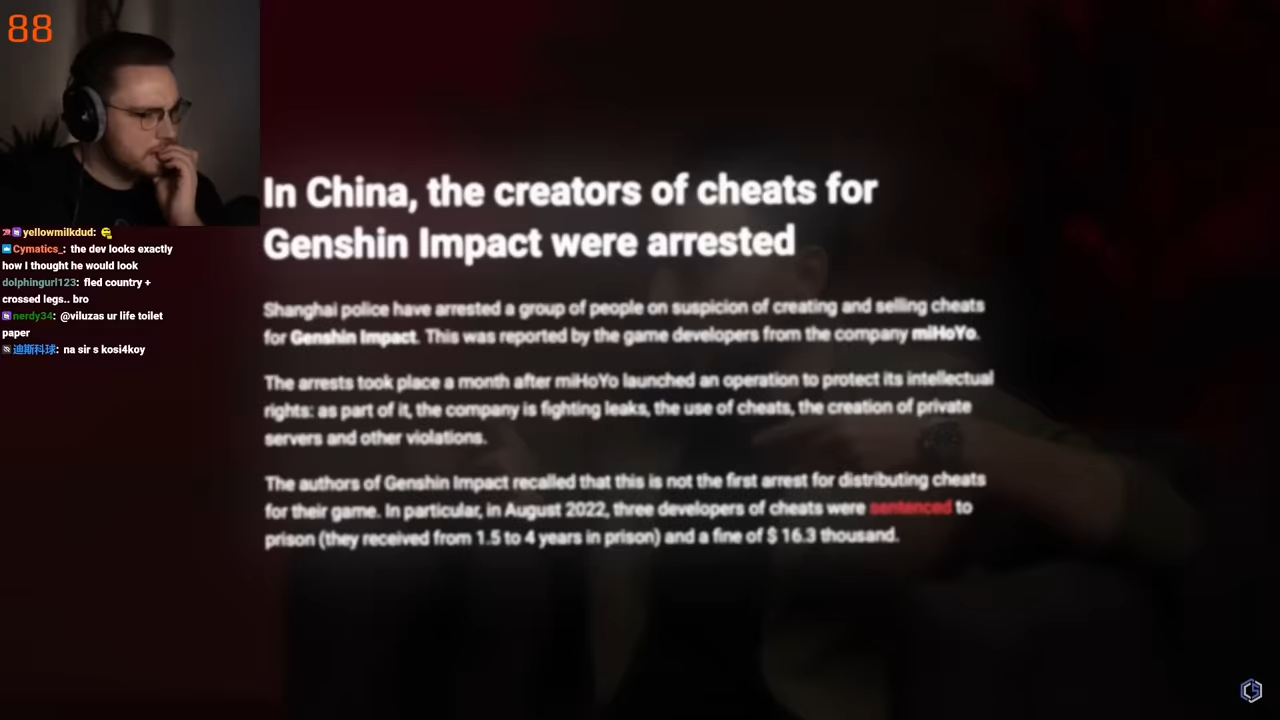 88
yellowmilkdud:
Cymatics_: the dev looks exactly
how I thought he would look
dolphingurl123: fled country +
crossed legs.. bro
nerdy34: @viluzas ur life toilet
paper
迪斯科球: na sir s kosi4koy
In China, the creators of cheats for
Genshin Impact were arrested
Shanghai police have arrested a group of people on suspicion of creating and selling cheats
for Genshin Impact. This was reported by the game developers from the company miHoYo.
The arrests took place a month after miHoYo launched an operation to protect its intellectual
rights: as part of it, the company is fighting leaks, the use of cheats, the creation of private
servers and other violations.
The authors of Genshin Impact recalled that this is not the first arrest for distributing cheats
for their game. In particular, in August 2022, three developers of cheats were sentenced to
prison (they received from 1.5 to 4 years in prison) and a fine of $ 16.3 thousand.